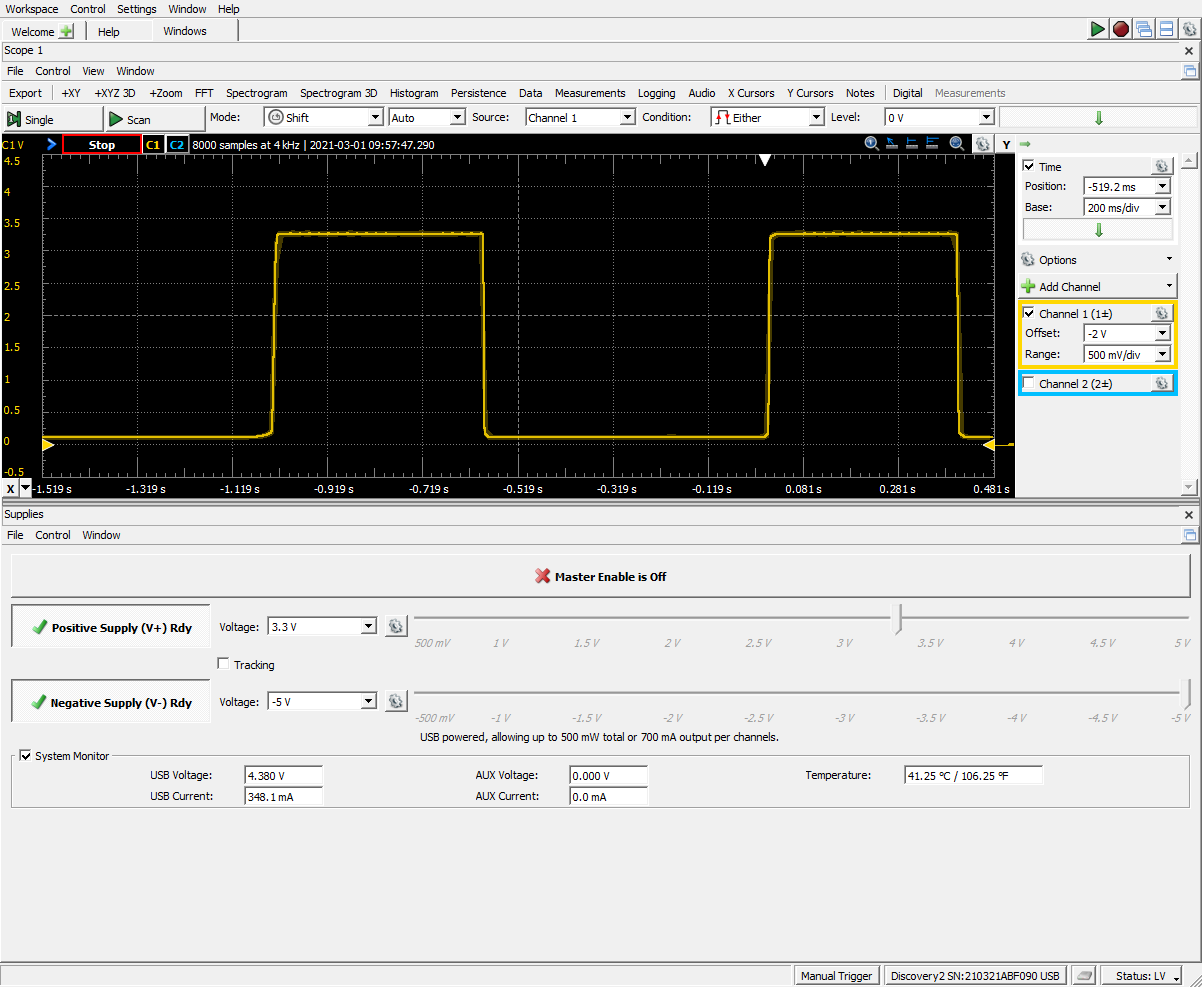 Workspace Control Settings Window Help
Welcome Help Windows
Scope 1
File Control View Window
Export +XY +XYZ 3D +Zoom FFT Spectrogram Spectrogram 3D Histogram Persistence Data Measurements Logging Audio X Cursors Y Cursors Notes Digital Measurements
Single Scan Mode: Shift Auto Source: Channel 1 Condition: Either Level: 0 V
C1 V Stop C1 C2 8000 samples at 4 kHz | 2021-03-01 09:57:47.290 Y
4.5
4
3.5
3
2.5
2
1.5
1
0.5
0
-0.5
X -1.519 s -1.319 s -1.119 s -0.919 s -0.719 s -0.519 s -0.319 s -0.119 s 0.081 s 0.281 s 0.481 s
Time
Position: -519.2 ms
Base: 200 ms/div
Options
Add Channel
Channel 1 (1±)
Offset: -2 V
Range: 500 mV/div
Channel 2 (2±)
Supplies
File Control Window
Master Enable is Off
Positive Supply (V+) Rdy Voltage: 3.3 V
500 mV 1 V 1.5 V 2 V 2.5 V 3 V 3.5 V 4 V 4.5 V 5 V
Tracking
Negative Supply (V-) Rdy Voltage: -5 V
-500 mV -1 V -1.5 V -2 V -2.5 V -3 V -3.5 V -4 V -4.5 V -5 V
USB powered, allowing up to 500 mW total or 700 mA output per channels.
System Monitor
USB Voltage: 4.380 V AUX Voltage: 0.000 V Temperature: 41.25 °C / 106.25 °F
USB Current: 348.1 mA AUX Current: 0.0 mA
Manual Trigger Discovery2 SN:210321ABF090 USB Status: LV